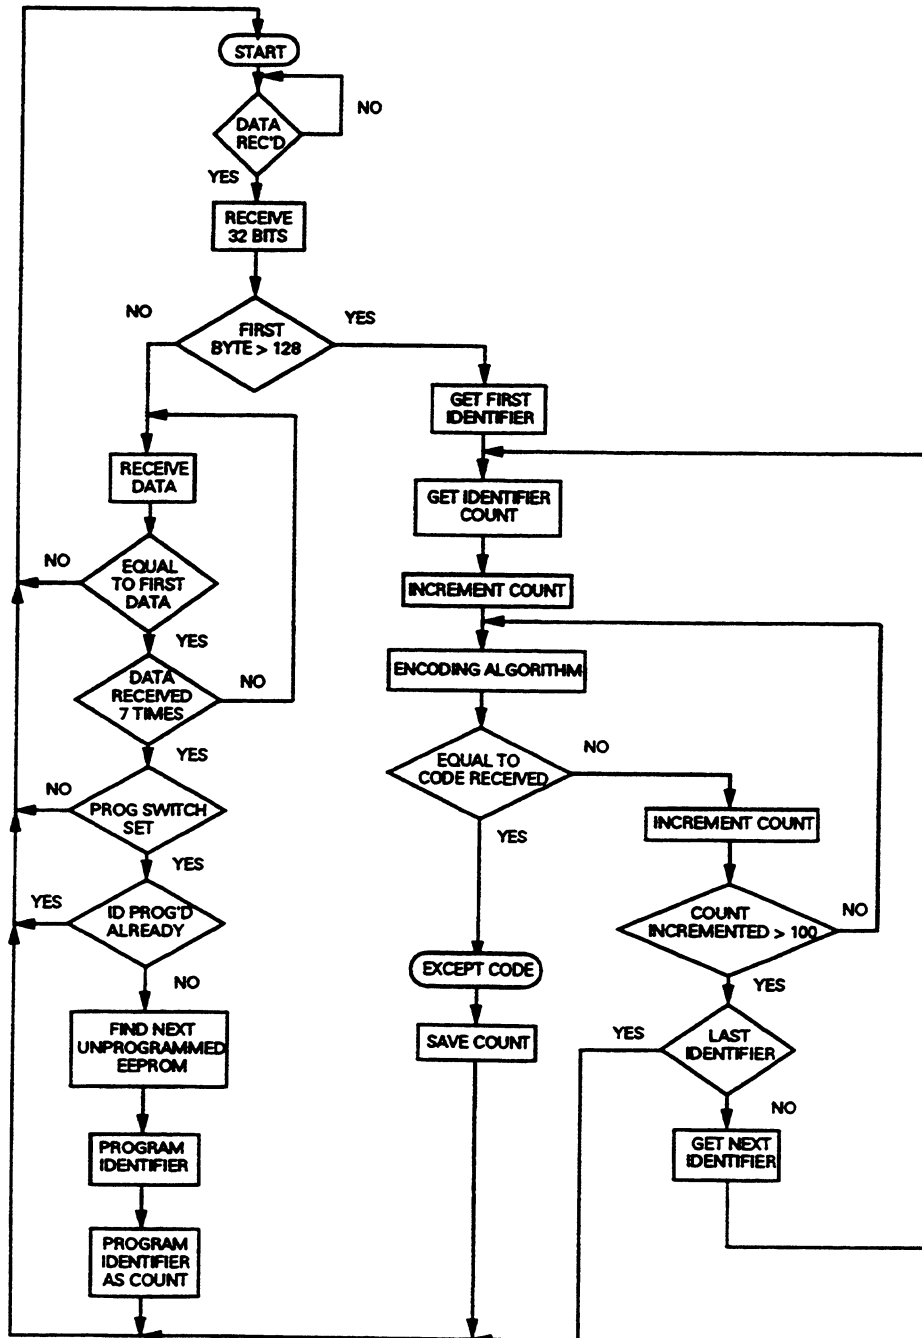 START
NO
DATA
REC'D
YES
RECEIVE
32 BITS
NO
YES
FIRST
BYTE > 128
GET FIRST
IDENTIFIER
RECEIVE
DATA
GET IDENTIFIER
COUNT
NO
EQUAL
TO FIRST
DATA
INCREMENT COUNT
YES
ENCODING ALGORITHM
DATA
RECEIVED
7 TIMES
NO
YES
EQUAL TO
CODE RECEIVED
NO
NO
PROG SWITCH
SET
INCREMENT COUNT
YES
YES
YES
ID PROG'D
ALREADY
COUNT
INCREMENTED > 100
NO
NO
EXCEPT CODE
YES
FIND NEXT
UNPROGRAMMED
EEPROM
SAVE COUNT
YES
LAST
IDENTIFIER
NO
PROGRAM
IDENTIFIER
GET NEXT
IDENTIFIER
PROGRAM
IDENTIFIER
AS COUNT